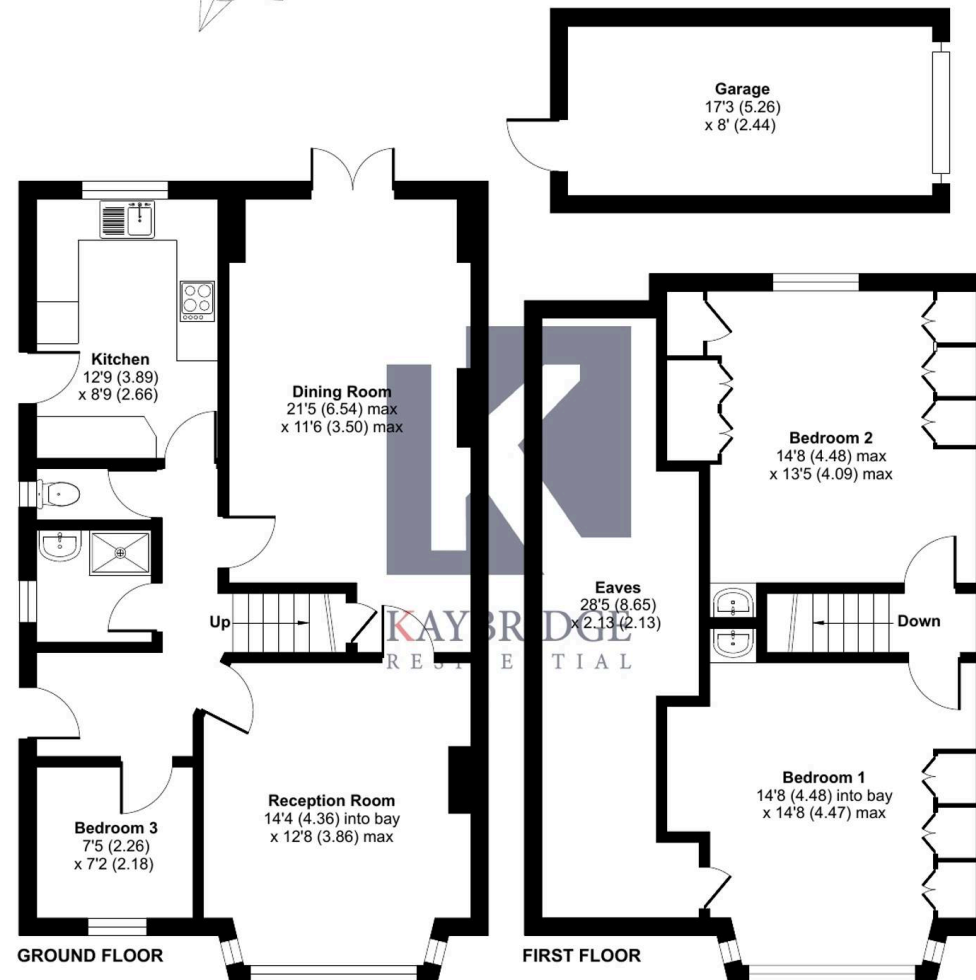 Garage
17'3 (5.26)
x 8' (2.44)
Kitchen
12'9 (3.89)
x 8'9 (2.66)
Dining Room
21'5 (6.54) max
x 11'6 (3.50) max
Bedroom 2
14'8 (4.48) max
x 13'5 (4.09) max
Eaves
28'5 (8.65)
x 2.13 (2.13)
Up
Down
KAYBRIDGE
RESIDENTIAL
Bedroom 1
14'8 (4.48) into bay
x 14'8 (4.47) max
Reception Room
14'4 (4.36) into bay
x 12'8 (3.86) max
Bedroom 3
7'5 (2.26)
x 7'2 (2.18)
GROUND FLOOR
FIRST FLOOR